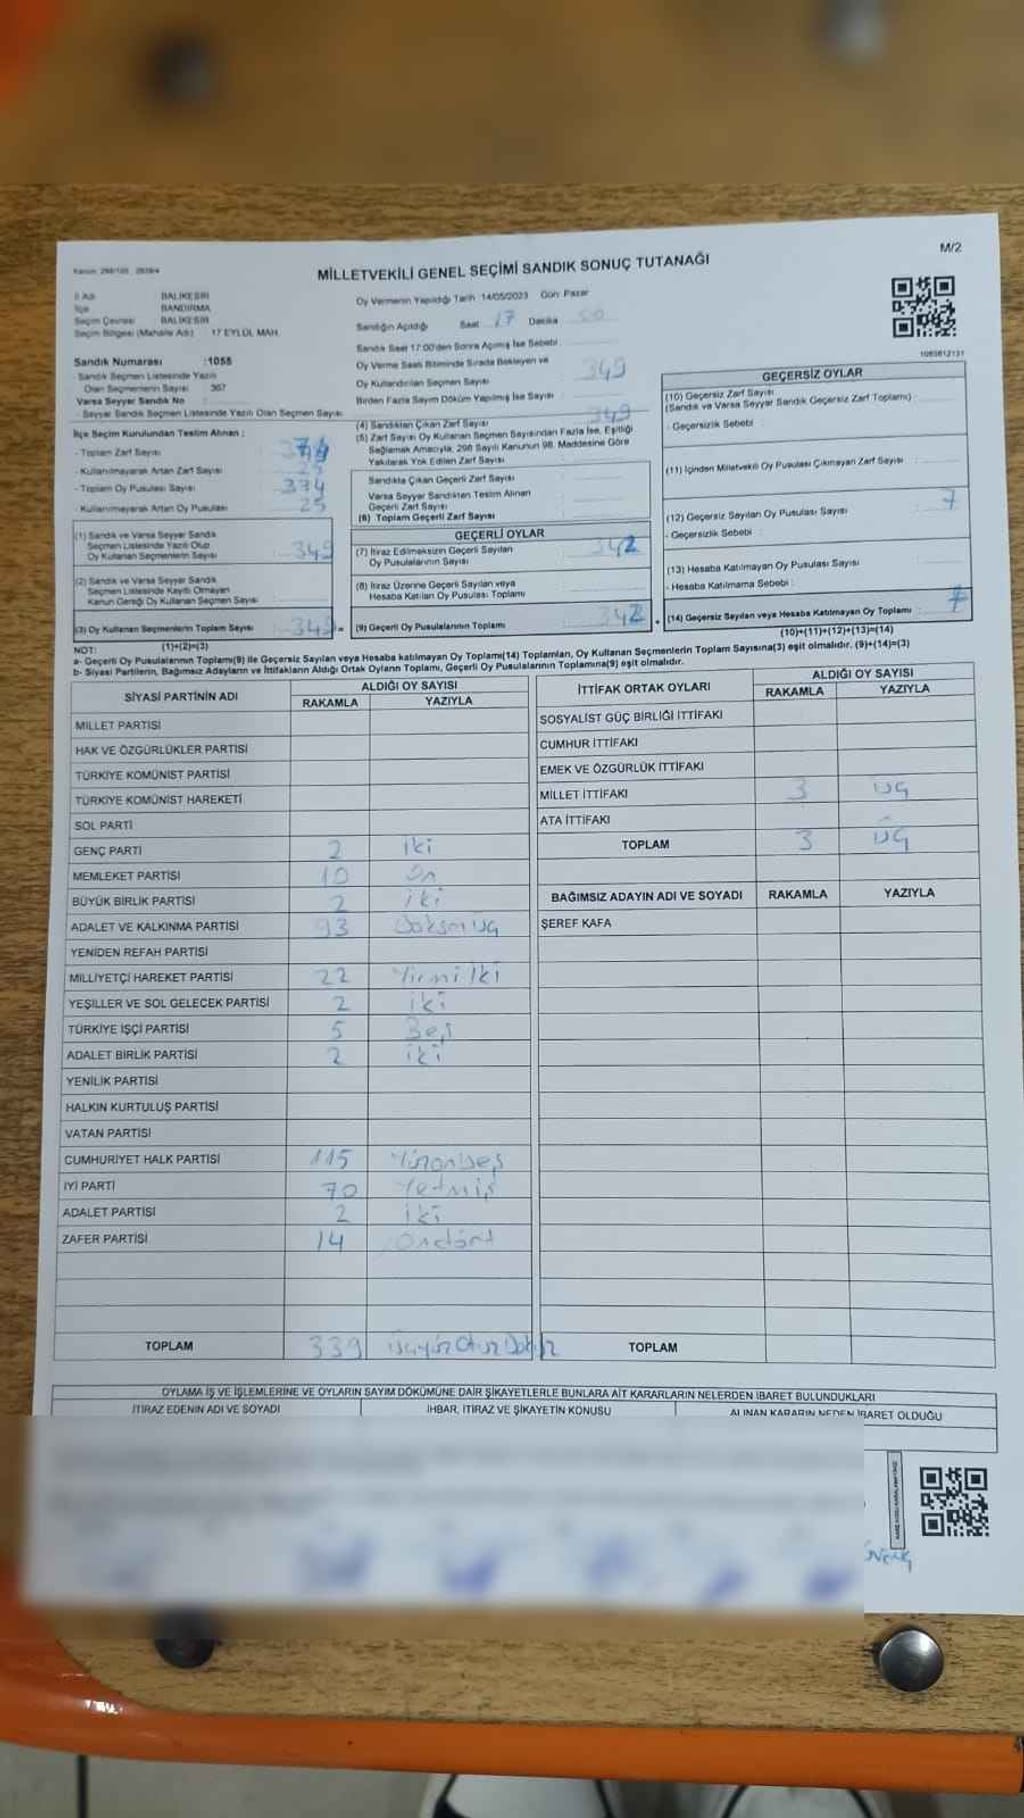 M/2
MİLLETVEKİLİ GENEL SEÇİMİ SANDIK SONUÇ TUTANAĞI
İl Adı BALIKESİR
İlçe BANDIRMA
Seçim Çevresi BALIKESİR
Seçim Bölgesi (Mahalle Adı) 17 EYLÜL MAH.
Oy Vermenin Yapıldığı Tarih 14/05/2023 Gün: Pazar
Sandığın Açıldığı Saat 17 Dakika
Sandık Saat 17:00'den Sonra Açılmış İse Sebebi
Oy Verme Saati Bitiminde Sırada Bekleyen ve
Oy Kullandırılan Seçmen Sayısı 349
Birden Fazla Sayım Döküm Yapılmış İse Sayısı
Sandık Numarası :1055
Sandık Seçmen Listesinde Yazılı
Olan Seçmenlerin Sayısı 367
Varsa Seyyar Sandık No
- Seyyar Sandık Seçmen Listesinde Yazılı Olan Seçmen Sayısı
İlçe Seçim Kurulundan Teslim Alınan :
- Toplam Zarf Sayısı
- Kullanılmayarak Artan Zarf Sayısı
- Toplam Oy Pusulası Sayısı 374
- Kullanılmayarak Artan Oy Pusulası 25
(1) Sandık ve Varsa Seyyar Sandık
Seçmen Listesinde Yazılı Olup
Oy Kullanan Seçmenlerin Sayısı 349
(2) Sandık ve Varsa Seyyar Sandık
Seçmen Listesinde Kayıtlı Olmayan
Kanun Gereği Oy Kullanan Seçmen Sayısı
(3) Oy Kullanan Seçmenlerin Toplam Sayısı 349
(1)+(2)=(3)
(4) Sandıktan Çıkan Zarf Sayısı 349
(5) Zarf Sayısı Oy Kullanan Seçmen Sayısından Fazla İse, Eşitliği
Sağlamak Amacıyla, 298 Sayılı Kanunun 98. Maddesine Göre
Yakılarak Yok Edilen Zarf Sayısı
Sandıkta Çıkan Geçerli Zarf Sayısı
Varsa Seyyar Sandıkten Teslim Alınan
Geçerli Zarf Sayısı
(6) Toplam Geçerli Zarf Sayısı
GEÇERLİ OYLAR
(7) İtiraz Edilmeksizin Geçerli Sayılan
Oy Pusulalarının Sayısı 342
(8) İtiraz Üzerine Geçerli Sayılan veya
Hesaba Katılan Oy Pusulası Toplamı
(9) Geçerli Oy Pusulalarının Toplamı 342
1085812131
GEÇERSİZ OYLAR
(10) Geçersiz Zarf Sayısı
(Sandık ve Varsa Seyyar Sandık Geçersiz Zarf Toplamı) :
- Geçersizlik Sebebi :
(11) İçinden Milletvekili Oy Pusulası Çıkmayan Zarf Sayısı :
(12) Geçersiz Sayılan Oy Pusulası Sayısı : 7
- Geçersizlik Sebebi :
(13) Hesaba Katılmayan Oy Pusulası Sayısı
- Hesaba Katılmama Sebebi :
(14) Geçersiz Sayılan veya Hesaba Katılmayan Oy Toplamı : 7
(10)+(11)+(12)+(13)=(14)
NOT:
a- Geçerli Oy Pusulalarının Toplamı(9) ile Geçersiz Sayılan veya Hesaba katılmayan Oy Toplamı(14) Toplamları, Oy Kullanan Seçmenlerin Toplam Sayısına(3) eşit olmalıdır. (9)+(14)=(3)
b- Siyasi Partilerin, Bağımsız Adayların ve İttifakların Aldığı Ortak Oyların Toplamı, Geçerli Oy Pusulalarının Toplamına(9) eşit olmalıdır.
SİYASİ PARTİNİN ADI ALDIĞI OY SAYISI
RAKAMLA YAZIYLA
MİLLET PARTİSİ
HAK VE ÖZGÜRLÜKLER PARTİSİ
TÜRKİYE KOMÜNİST PARTİSİ
TÜRKİYE KOMÜNİST HAREKETİ
SOL PARTİ
GENÇ PARTİ 2 iki
MEMLEKET PARTİSİ 10 On
BÜYÜK BİRLİK PARTİSİ 2 iki
ADALET VE KALKINMA PARTİSİ 93 Doksan üç
YENİDEN REFAH PARTİSİ
MİLLİYETÇİ HAREKET PARTİSİ 22 Yirmi İki
YEŞİLLER VE SOL GELECEK PARTİSİ 2 iki
TÜRKİYE İŞÇİ PARTİSİ 5 Beş
ADALET BİRLİK PARTİSİ 2 iki
YENİLİK PARTİSİ
HALKIN KURTULUŞ PARTİSİ
VATAN PARTİSİ
CUMHURİYET HALK PARTİSİ 115 Yüzonbeş
İYİ PARTİ 70 Yetmiş
ADALET PARTİSİ 2 iki
ZAFER PARTİSİ 14 Ondört
TOPLAM 339 Üçyüz Otuz Dokuz
İTTİFAK ORTAK OYLARI ALDIĞI OY SAYISI
RAKAMLA YAZIYLA
SOSYALİST GÜÇ BİRLİĞİ İTTİFAKI
CUMHUR İTTİFAKI
EMEK VE ÖZGÜRLÜK İTTİFAKI
MİLLET İTTİFAKI 3 üç
ATA İTTİFAKI
TOPLAM 3 üç
BAĞIMSIZ ADAYIN ADI VE SOYADI RAKAMLA YAZIYLA
ŞEREF KAFA
TOPLAM
OYLAMA İŞ VE İŞLEMLERİNE VE OYLARIN SAYIM DÖKÜMÜNE DAİR ŞİKAYETLERLE BUNLARA AİT KARARLARIN NELERDEN İBARET BULUNDUKLARI
İTİRAZ EDENİN ADI VE SOYADI İHBAR, İTİRAZ VE ŞİKAYETİN KONUSU ALINAN KARARIN NEDEN İBARET OLDUĞU